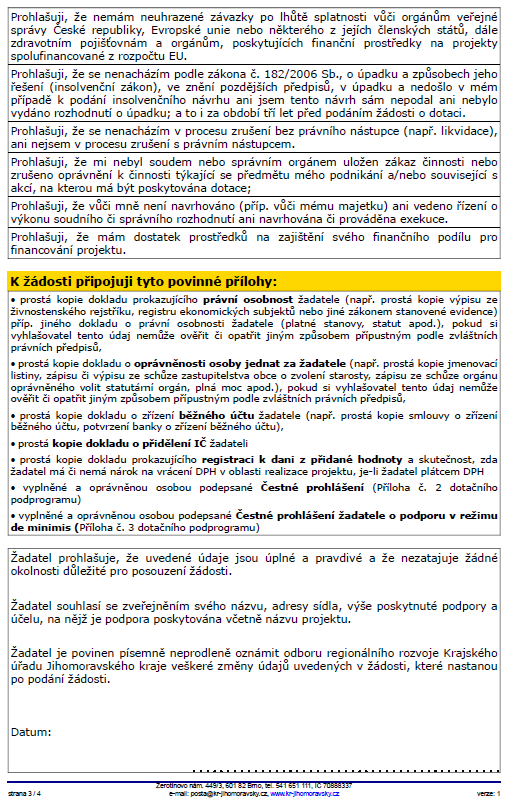 Prohlašuji, že nemám neuhrazené závazky po lhůtě splatnosti vůči orgánům veřejné
správy České republiky, Evropské unie nebo některého z jejích členských států, dále
zdravotním pojišťovnám a orgánům, poskytujících finanční prostředky na projekty
spolufinancované z rozpočtu EU.
Prohlašuji, že se nenacházím podle zákona č. 182/2006 Sb., o úpadku a způsobech jeho
řešení (insolvenční zákon), ve znění pozdějších předpisů, v úpadku a nedošlo v mém
případě k podání insolvenčního návrhu ani jsem tento návrh sám nepodal ani nebylo
vydáno rozhodnutí o úpadku; a to i za období tří let před podáním žádosti o dotaci.
Prohlašuji, že se nenacházím v procesu zrušení bez právního nástupce (např. likvidace),
ani nejsem v procesu zrušení s právním nástupcem.
Prohlašuji, že mi nebyl soudem nebo správním orgánem uložen zákaz činnosti nebo
zrušeno oprávnění k činnosti týkající se předmětu mého podnikání a/nebo související s
akcí, na kterou má být poskytována dotace;
Prohlašuji, že vůči mně není navrhováno (příp. vůči mému majetku) ani vedeno řízení o
výkonu soudního či správního rozhodnutí ani navrhována či prováděna exekuce.
Prohlašuji, že mám dostatek prostředků na zajištění svého finančního podílu pro
financování projektu.
K žádosti připojuji tyto povinné přílohy:
• prostá kopie dokladu prokazujícího právní osobnost žadatele (např. prostá kopie výpisu ze
živnostenského rejstříku, registru ekonomických subjektů nebo jiné zákonem stanovené evidence)
příp. jiného dokladu o právní osobnosti žadatele (platné stanovy, statut apod.), pokud si
vyhlašovatel tento údaj nemůže ověřit či opatřit jiným způsobem přípustným podle zvláštních
právních předpisů,
• prostá kopie dokladu o oprávněnosti osoby jednat za žadatele (např. prostá kopie jmenovací
listiny, zápisu či výpisu ze schůze zastupitelstva obce o zvolení starosty, zápisu ze schůze orgánu
oprávněného volit statutární orgán, plná moc apod.), pokud si vyhlašovatel tento údaj nemůže
ověřit či opatřit jiným způsobem přípustným podle zvláštních právních předpisů,
• prostá kopie dokladu o zřízení běžného účtu žadatele (např. prostá kopie smlouvy o zřízení
běžného účtu, potvrzení banky o zřízení běžného účtu),
• prostá kopie dokladu o přidělení IČ žadateli
• prostá kopie dokladu prokazujícího registraci k dani z přidané hodnoty a skutečnost, zda
žadatel má či nemá nárok na vrácení DPH v oblasti realizace projektu, je-li žadatel plátcem DPH
• vyplněné a oprávněnou osobou podepsané Čestné prohlášení (Příloha č. 2 dotačního
podprogramu)
• vyplněné a oprávněnou osobou podepsané Čestné prohlášení žadatele o podporu v režimu
de minimis (Příloha č. 3 dotačního podprogramu)
Žadatel prohlašuje, že uvedené údaje jsou úplné a pravdivé a že nezatajuje žádné
okolnosti důležité pro posouzení žádosti.
Žadatel souhlasí se zveřejněním svého názvu, adresy sídla, výše poskytnuté podpory a
účelu, na nějž je podpora poskytována včetně názvu projektu.
Žadatel je povinen písemně neprodleně oznámit odboru regionálního rozvoje Krajského
úřadu Jihomoravského kraje veškeré změny údajů uvedených v žádosti, které nastanou
po podání žádosti.
Datum:
Žerotínovo nám. 449/3, 601 82 Brno, tel. 541 651 111, IČ 70888337
strana 3 / 4 e-mail: posta@kr-jihomoravsky.cz, www.kr-jihomoravsky.cz verze: 1